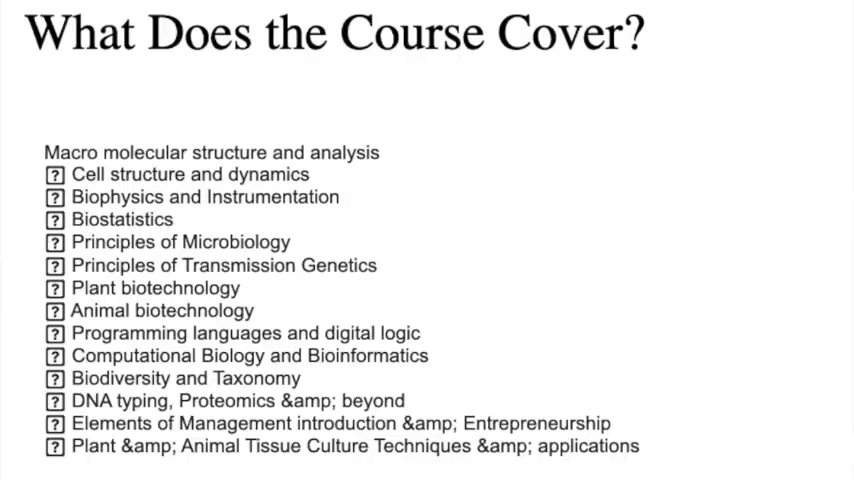 What Does the Course Cover?
Macro molecular structure and analysis
⍰ Cell structure and dynamics
⍰ Biophysics and Instrumentation
⍰ Biostatistics
⍰ Principles of Microbiology
⍰ Principles of Transmission Genetics
⍰ Plant biotechnology
⍰ Animal biotechnology
⍰ Programming languages and digital logic
⍰ Computational Biology and Bioinformatics
⍰ Biodiversity and Taxonomy
⍰ DNA typing, Proteomics &amp; beyond
⍰ Elements of Management introduction &amp; Entrepreneurship
⍰ Plant &amp; Animal Tissue Culture Techniques &amp; applications